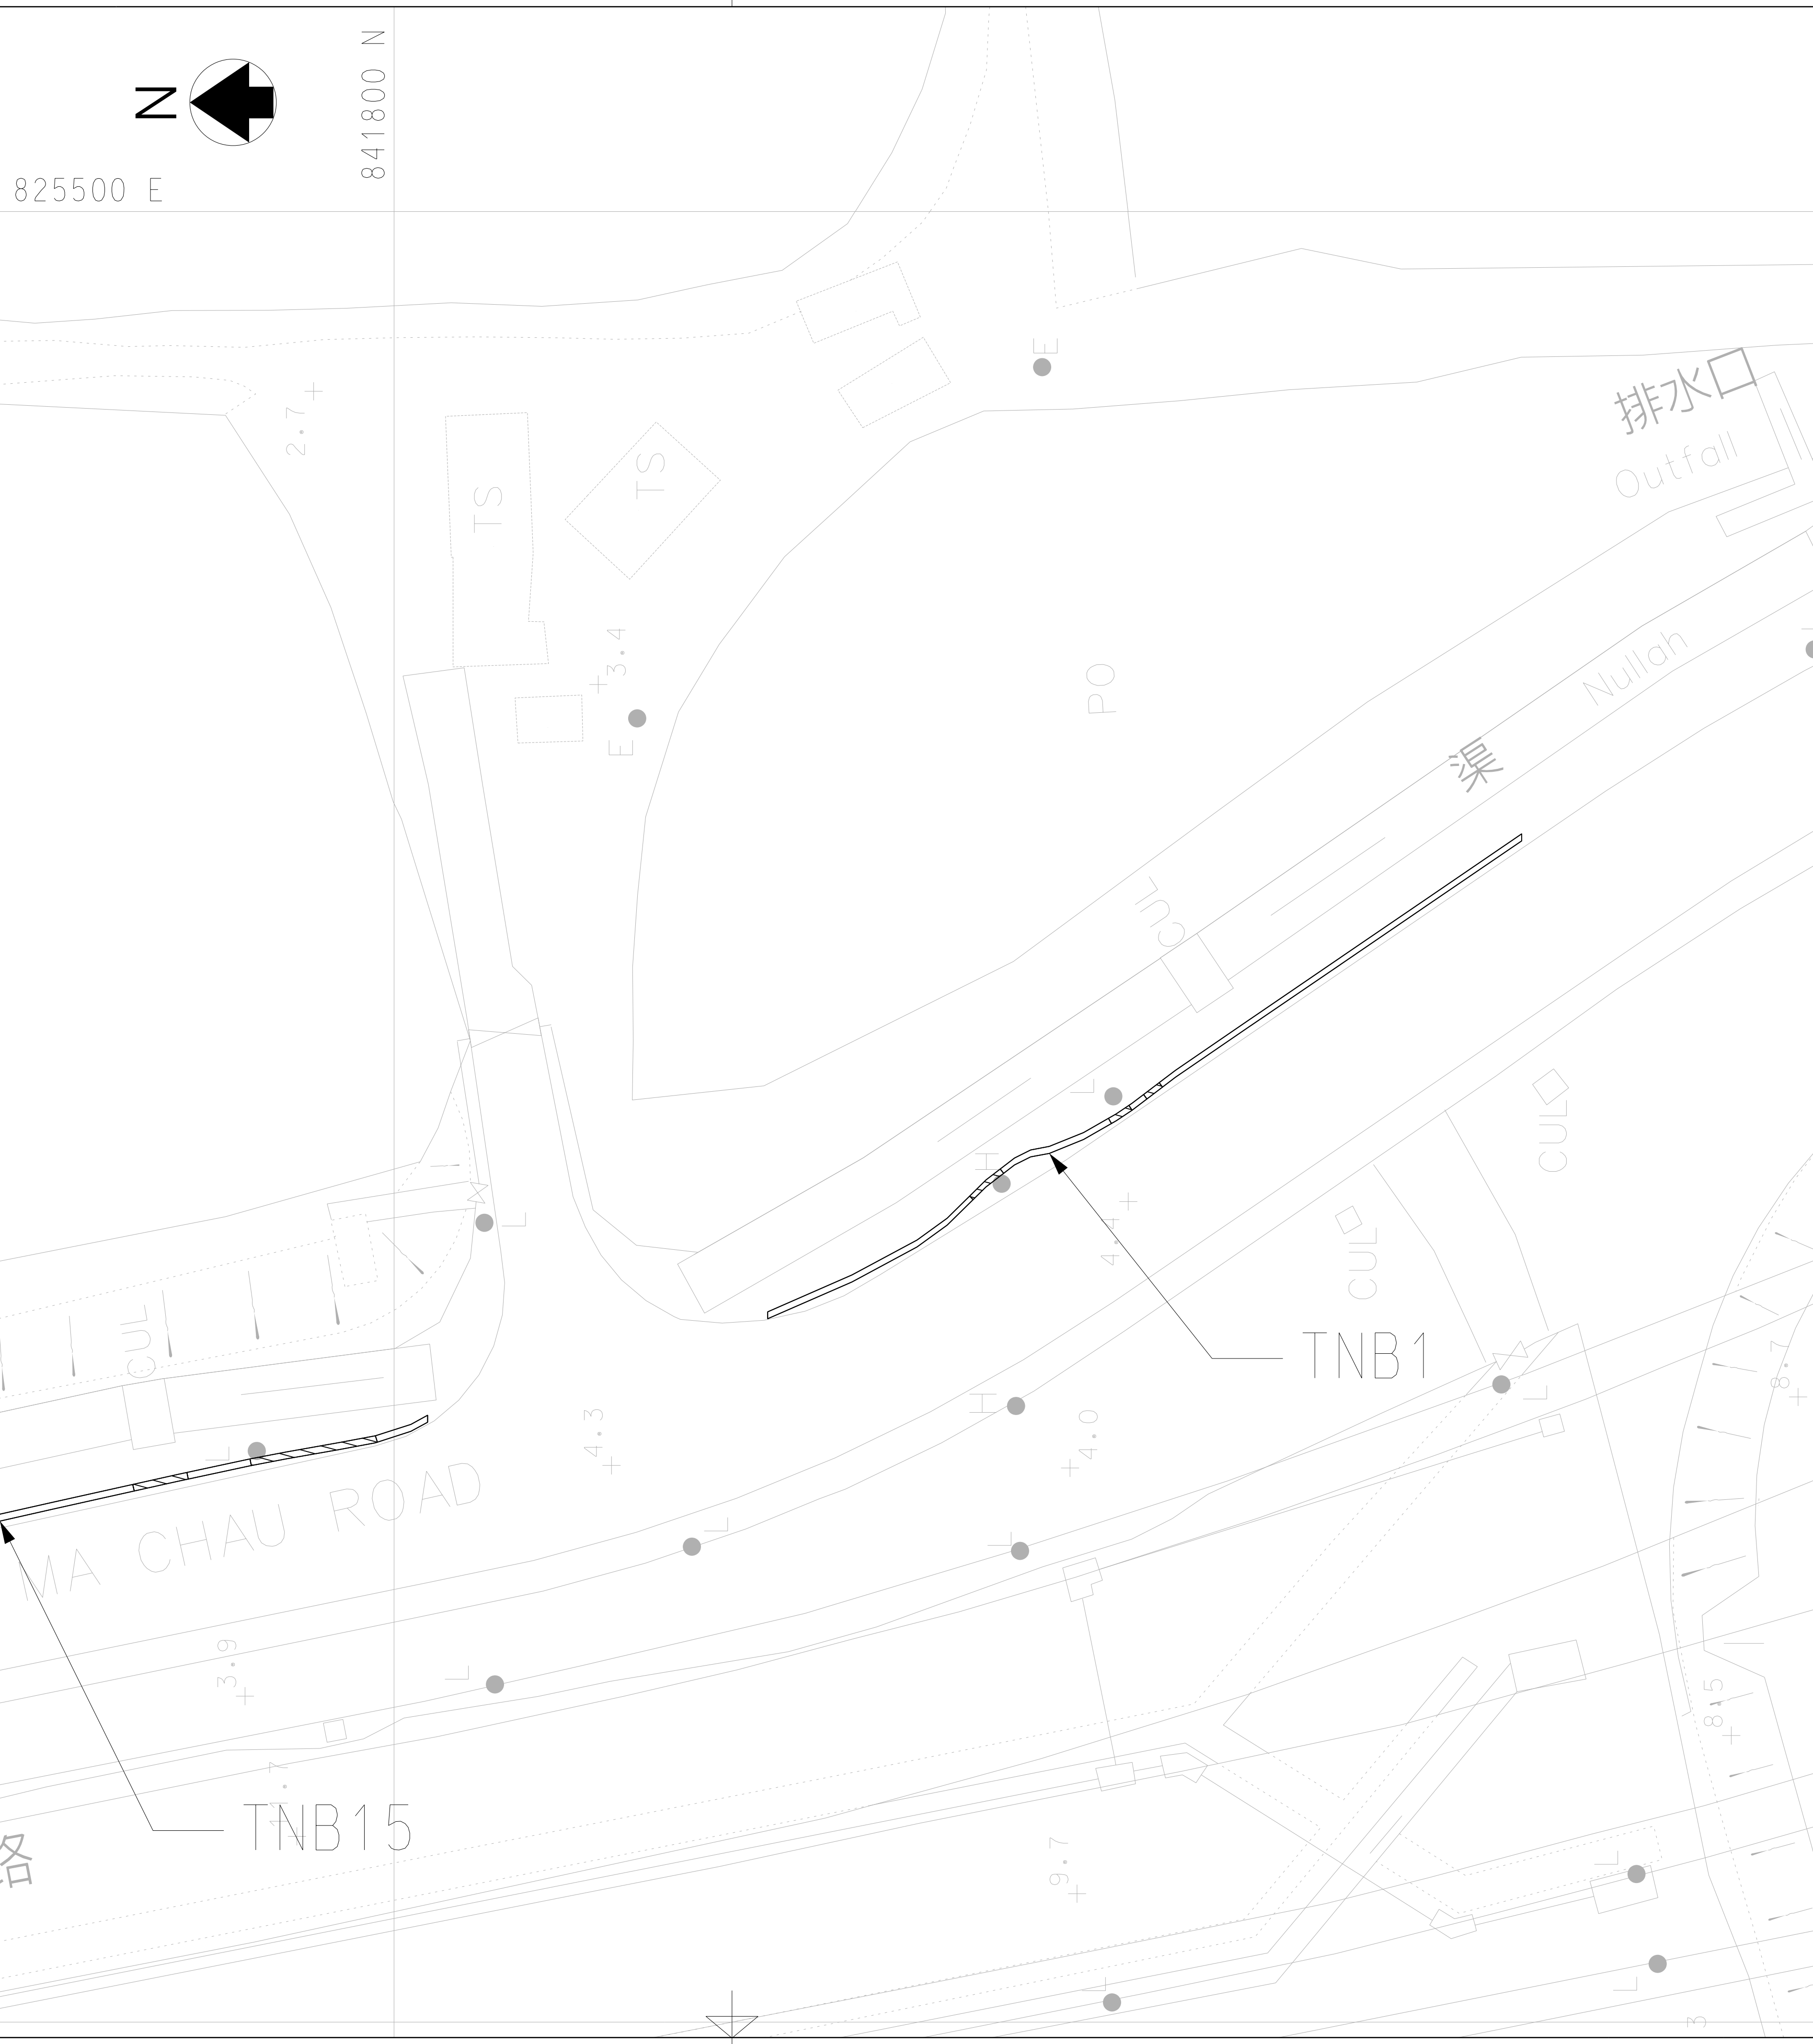 N
841800 N
825500 E
E
2.7
TS
TS
排水口
Outfall
3.4
E
PO
Nullah
渠
Cul
L
H
CUL
L
4.4
CUL
CUL
TNB1
8.7
L
H
4.0
4.3
L
L
MA CHAU ROAD
L
L
3.9
L
8.5
TNB15
路
9.7
L
L
L
3